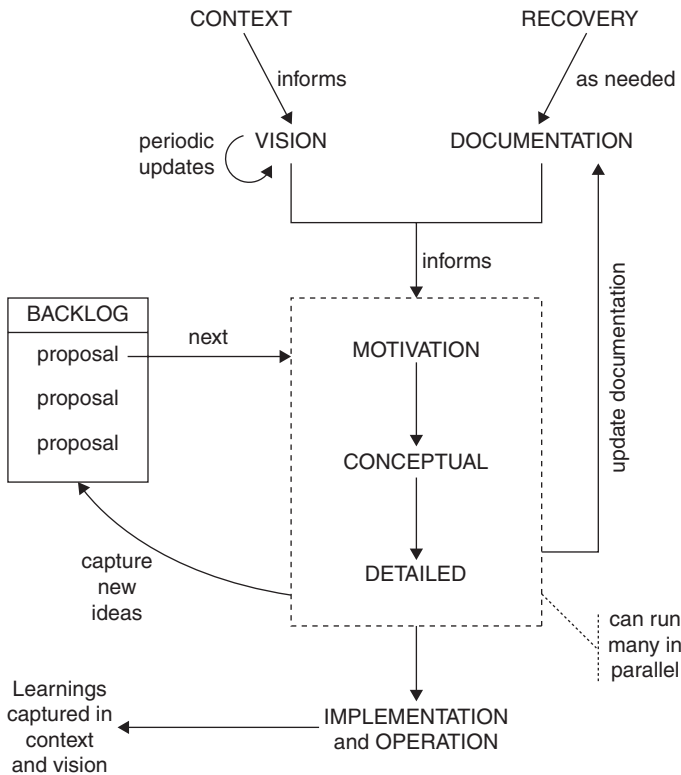 CONTEXT
RECOVERY
informs
as needed
periodic
updates
VISION
DOCUMENTATION
informs
update documentation
BACKLOG
proposal
proposal
proposal
next
MOTIVATION
CONCEPTUAL
DETAILED
capture
new
ideas
can run
many in
parallel
Learnings
captured in
context
and vision
IMPLEMENTATION
and OPERATION